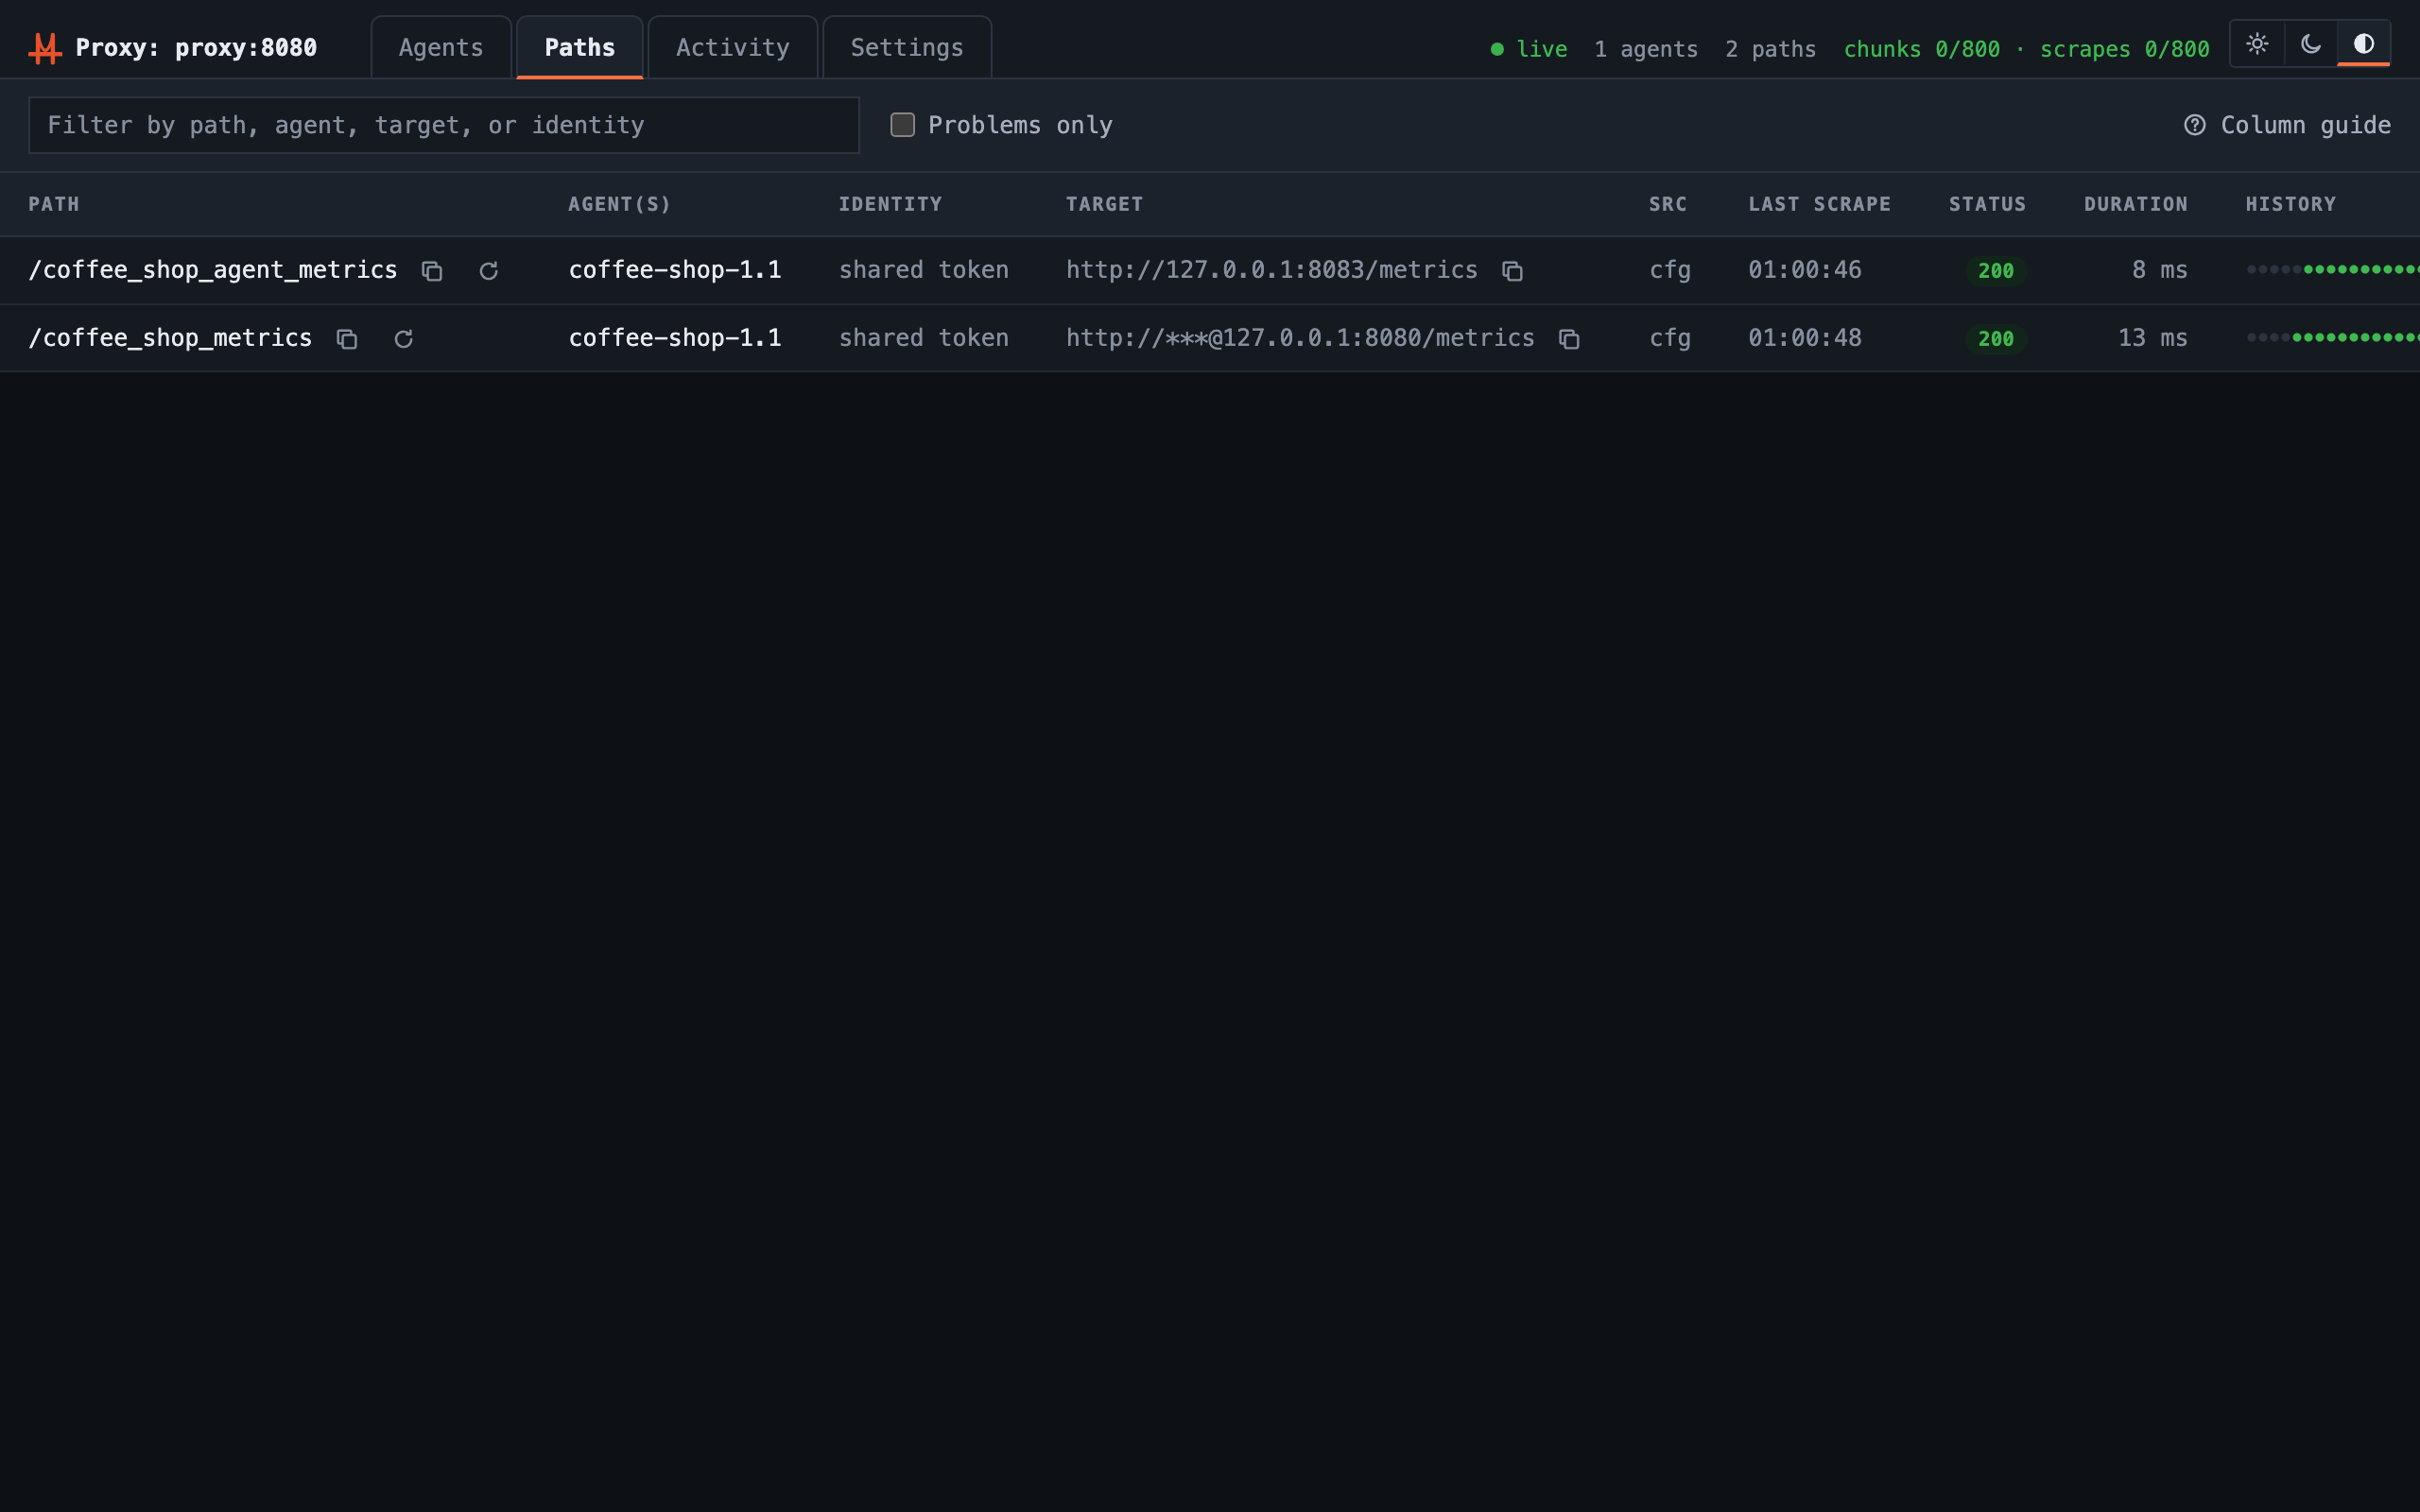 Proxy: proxy:8080 Agents Paths Activity Settings live 1 agents 2 paths chunks 0/800 · scrapes 0/800
Filter by path, agent, target, or identity Problems only Column guide
PATH AGENT(S) IDENTITY TARGET SRC LAST SCRAPE STATUS DURATION HISTORY
/coffee_shop_agent_metrics coffee-shop-1.1 shared token http://127.0.0.1:8083/metrics cfg 01:00:46 200 8 ms
/coffee_shop_metrics coffee-shop-1.1 shared token http://***@127.0.0.1:8080/metrics cfg 01:00:48 200 13 ms